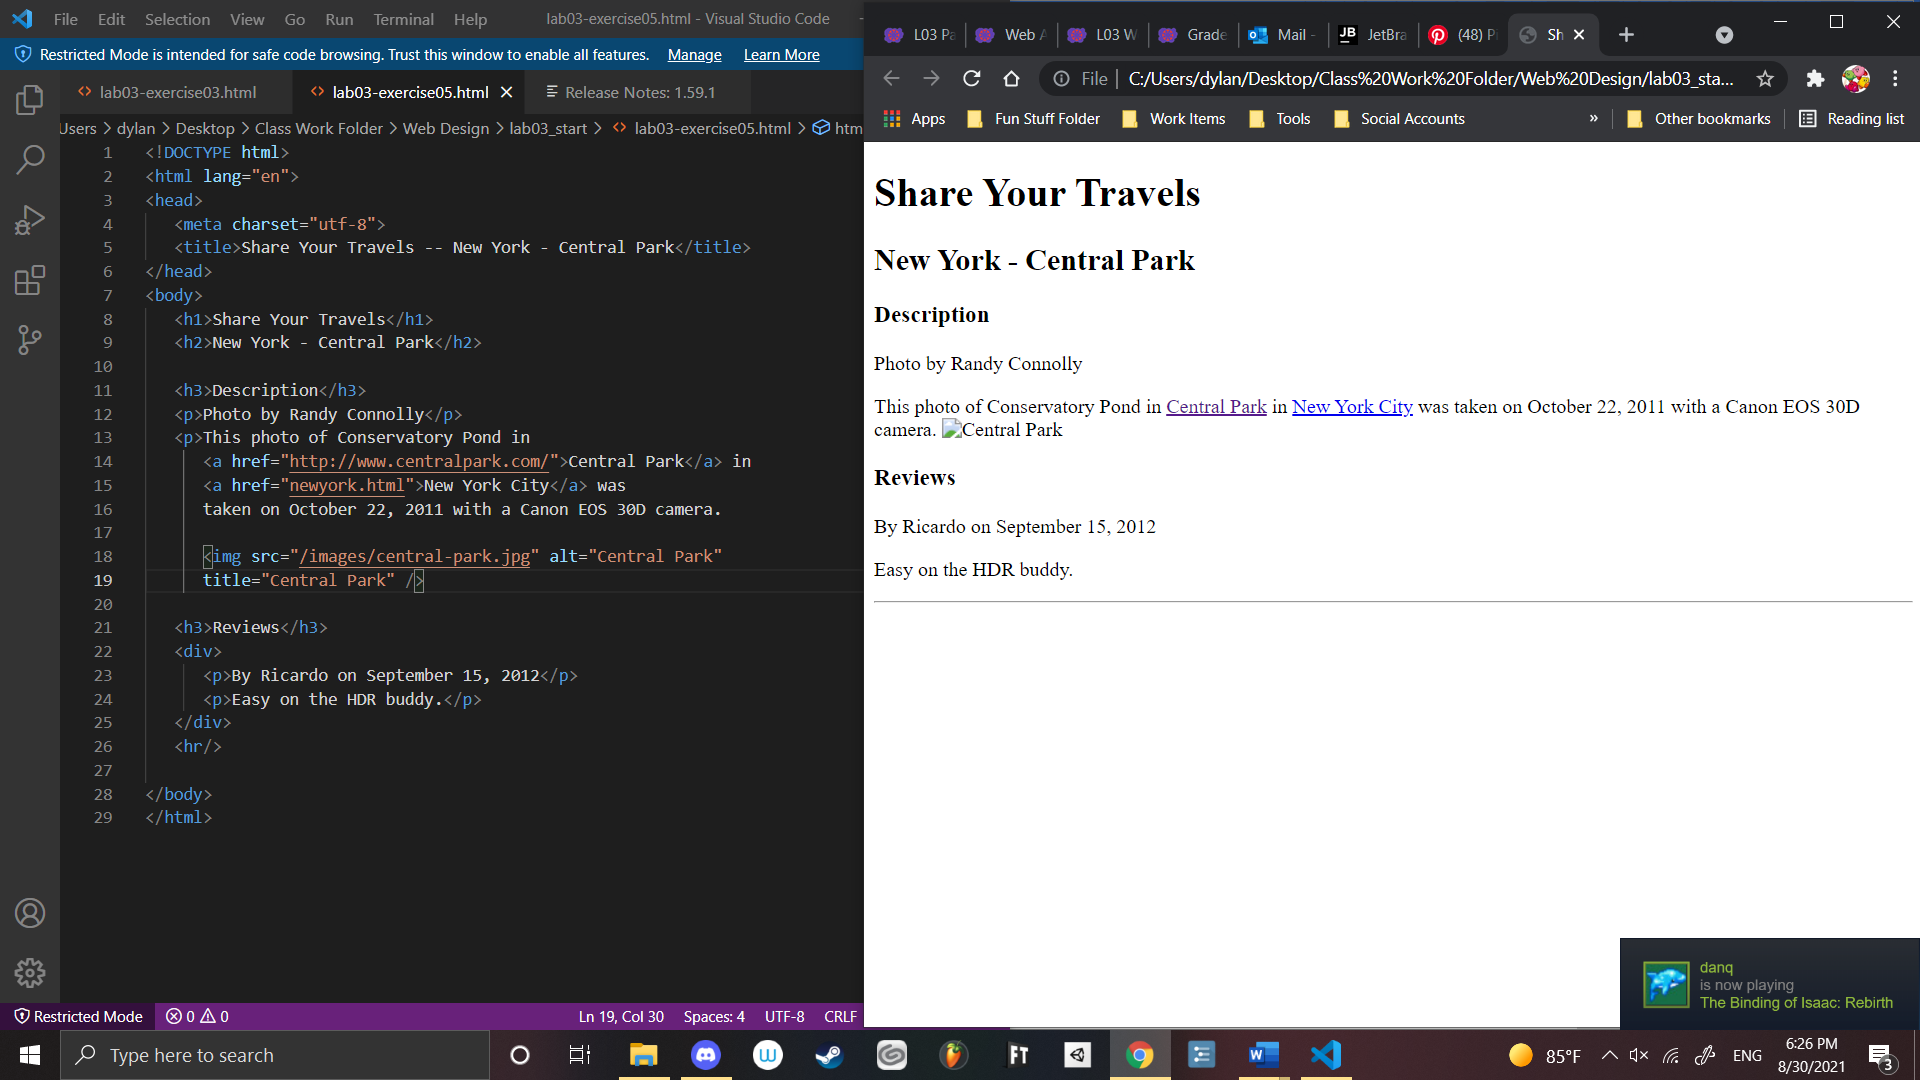 File Edit Selection View Go Run Terminal Help lab03-exercise05.html - Visual Studio Code
Restricted Mode is intended for safe code browsing. Trust this window to enable all features. Manage Learn More
lab03-exercise03.html lab03-exercise05.html Release Notes: 1.59.1
Users > dylan > Desktop > Class Work Folder > Web Design > lab03_start > lab03-exercise05.html > htm
1 <!DOCTYPE html>
2 <html lang="en">
3 <head>
4 <meta charset="utf-8">
5 <title>Share Your Travels -- New York - Central Park</title>
6 </head>
7 <body>
8 <h1>Share Your Travels</h1>
9 <h2>New York - Central Park</h2>
10
11 <h3>Description</h3>
12 <p>Photo by Randy Connolly</p>
13 <p>This photo of Conservatory Pond in
14 <a href="http://www.centralpark.com/">Central Park</a> in
15 <a href="newyork.html">New York City</a> was
16 taken on October 22, 2011 with a Canon EOS 30D camera.
17
18 <img src="/images/central-park.jpg" alt="Central Park"
19 title="Central Park" />
20
21 <h3>Reviews</h3>
22 <div>
23 <p>By Ricardo on September 15, 2012</p>
24 <p>Easy on the HDR buddy.</p>
25 </div>
26 <hr/>
27
28 </body>
29 </html>
Restricted Mode 0 0 Ln 19, Col 30 Spaces: 4 UTF-8 CRLF
L03 Pa Web A L03 W Grade Mail - JB JetBra (48) P Sh
File | C:/Users/dylan/Desktop/Class%20Work%20Folder/Web%20Design/lab03_sta...
Apps Fun Stuff Folder Work Items Tools Social Accounts » Other bookmarks Reading list
Share Your Travels
New York - Central Park
Description
Photo by Randy Connolly
This photo of Conservatory Pond in Central Park in New York City was taken on October 22, 2011 with a Canon EOS 30D
camera. Central Park
Reviews
By Ricardo on September 15, 2012
Easy on the HDR buddy.
danq
is now playing
The Binding of Isaac: Rebirth
Type here to search 85°F ENG 6:26 PM
8/30/2021 3